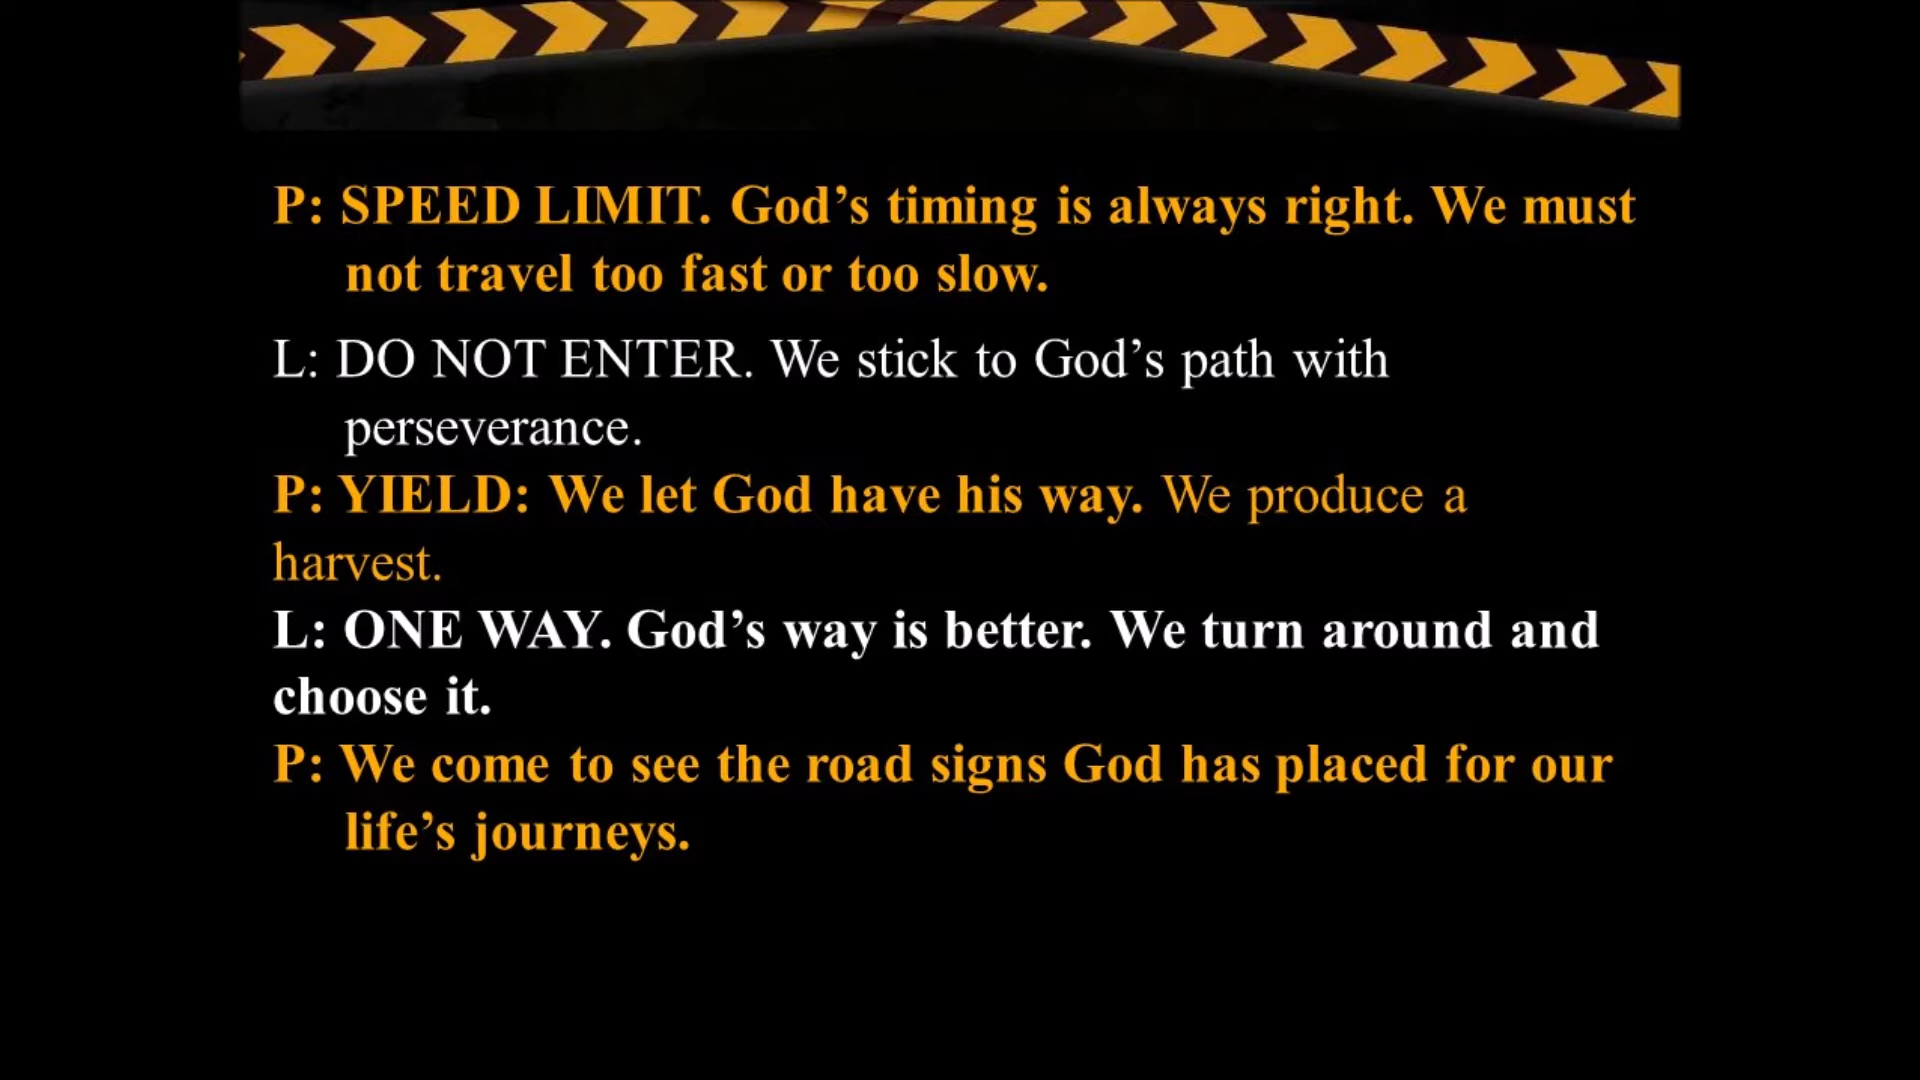 P: SPEED LIMIT. God’s timing is always right. We must
not travel too fast or too slow.
L: DO NOT ENTER. We stick to God’s path with
perseverance.
P: YIELD: We let God have his way. We produce a
harvest.
L: ONE WAY. God’s way is better. We turn around and
choose it.
P: We come to see the road signs God has placed for our
life’s journeys.